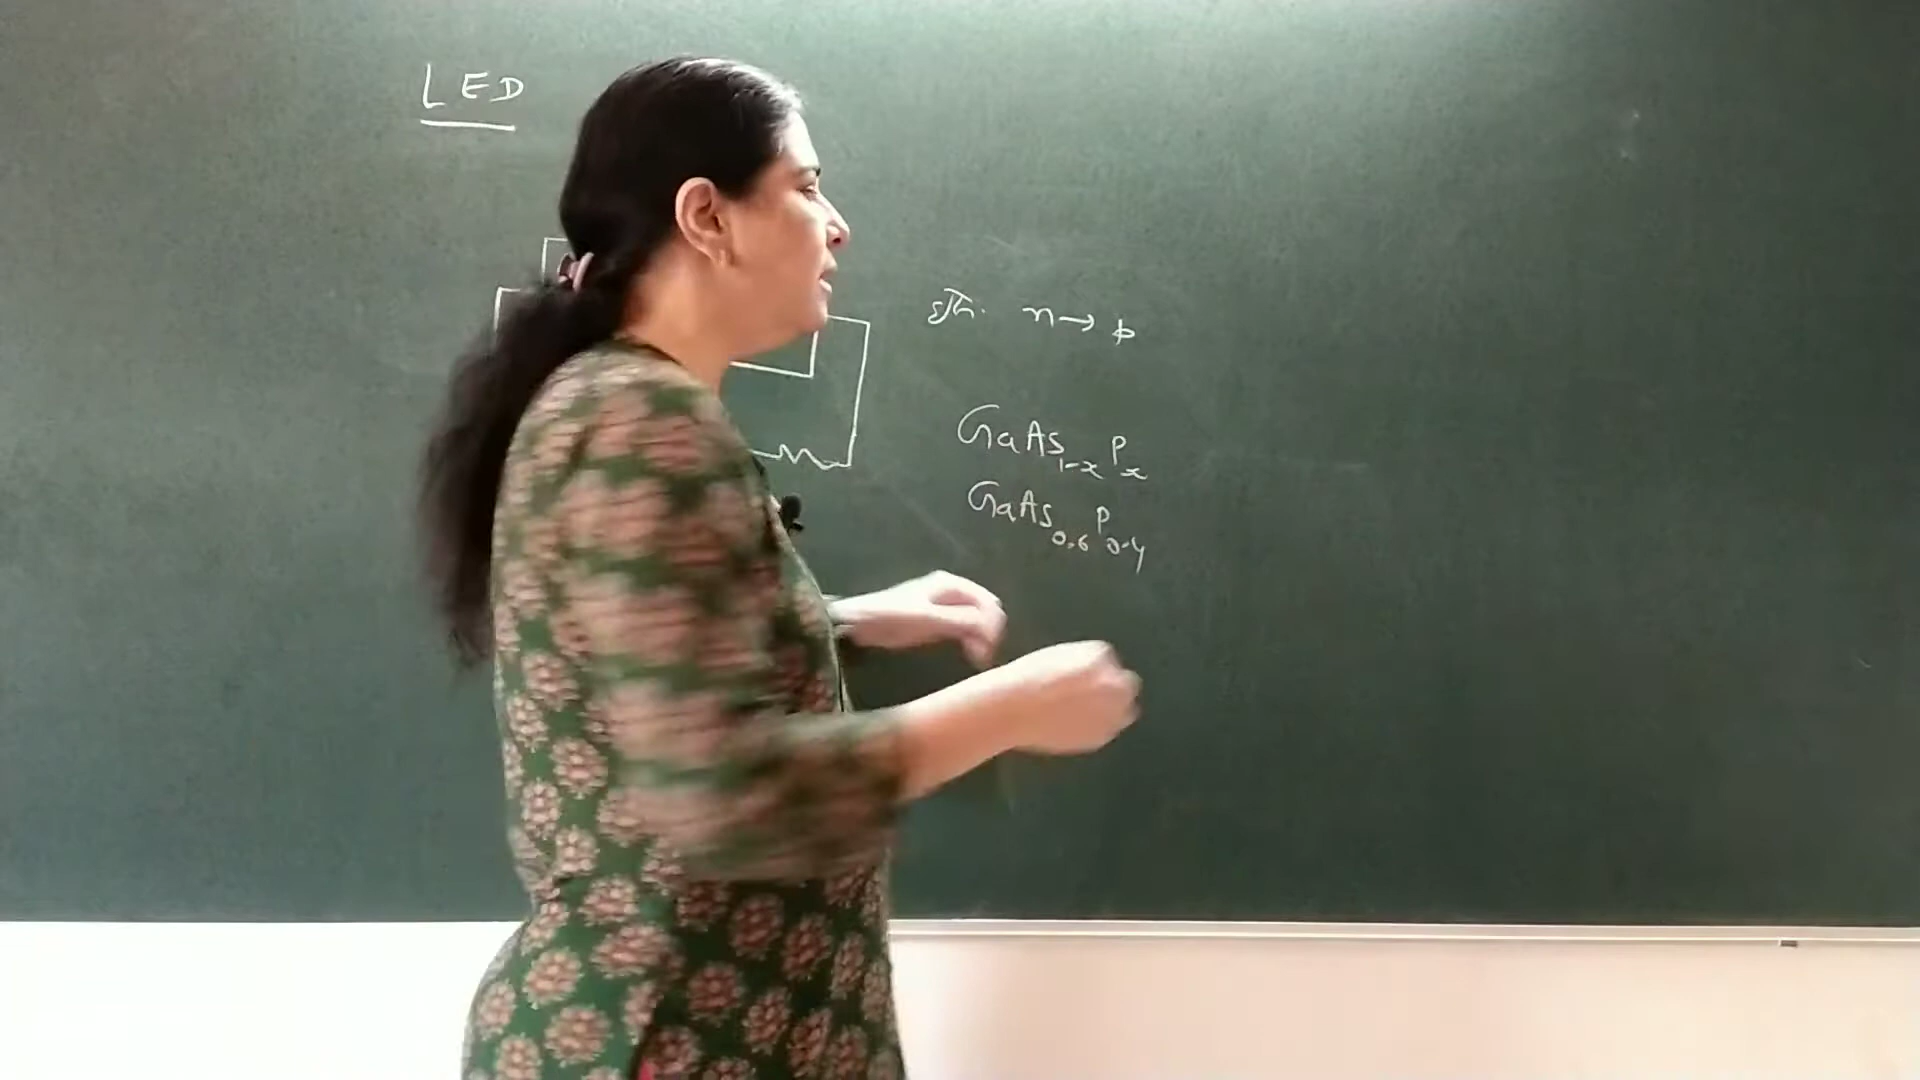 LED
n → p
GaAs₁₋ₓPₓ
GaAs₀.₆P₀.₄